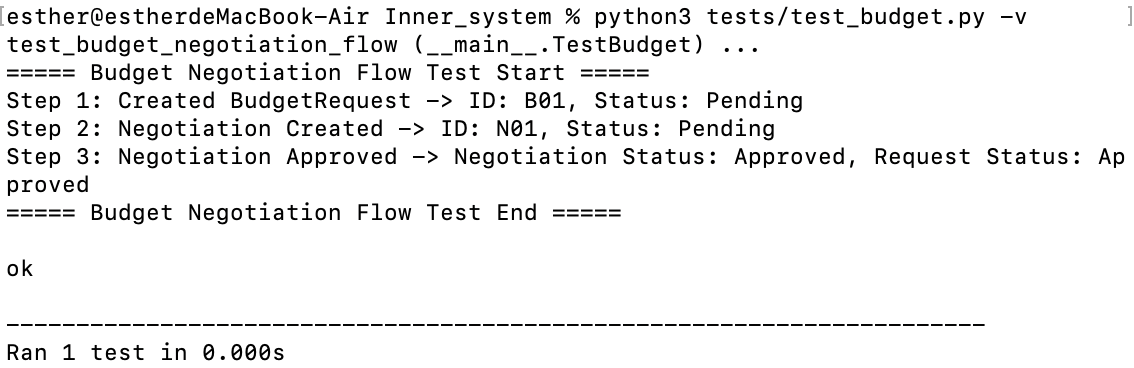 [esther@estherdeMacBook-Air Inner_system % python3 tests/test_budget.py -v ]
test_budget_negotiation_flow (__main__.TestBudget) ...
===== Budget Negotiation Flow Test Start =====
Step 1: Created BudgetRequest -> ID: B01, Status: Pending
Step 2: Negotiation Created -> ID: N01, Status: Pending
Step 3: Negotiation Approved -> Negotiation Status: Approved, Request Status: Ap
proved
===== Budget Negotiation Flow Test End =====
ok
----------------------------------------------------------------------
Ran 1 test in 0.000s